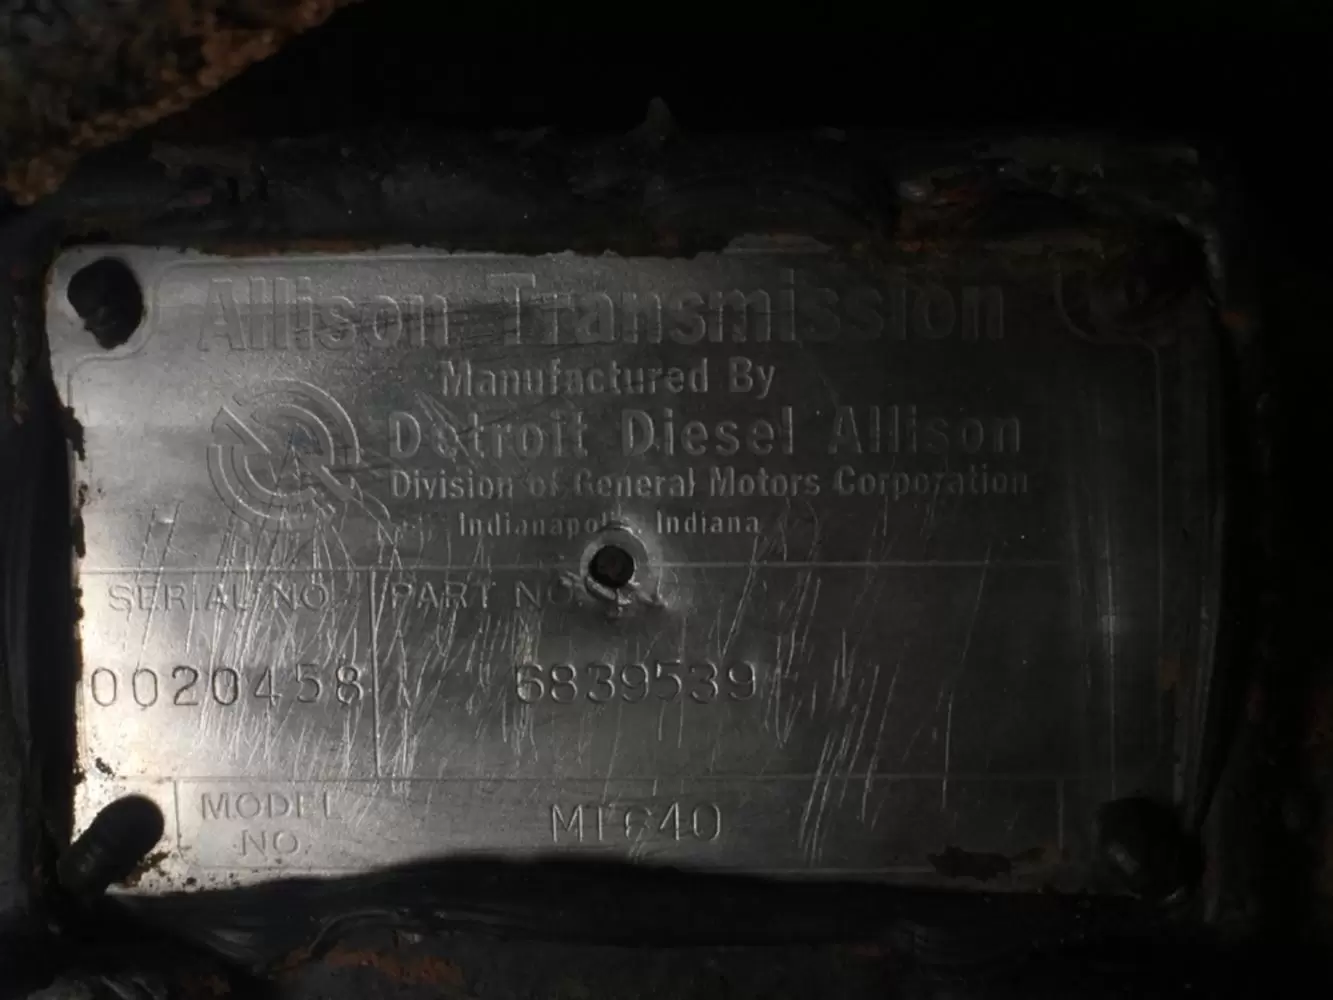 Allison Transmission
Manufactured By
Detroit Diesel Allison
Division of General Motors Corporation
Indianapolis, Indiana
SERIAL NO. PART NO.
0020458 6839539
MODEL NO. MT640